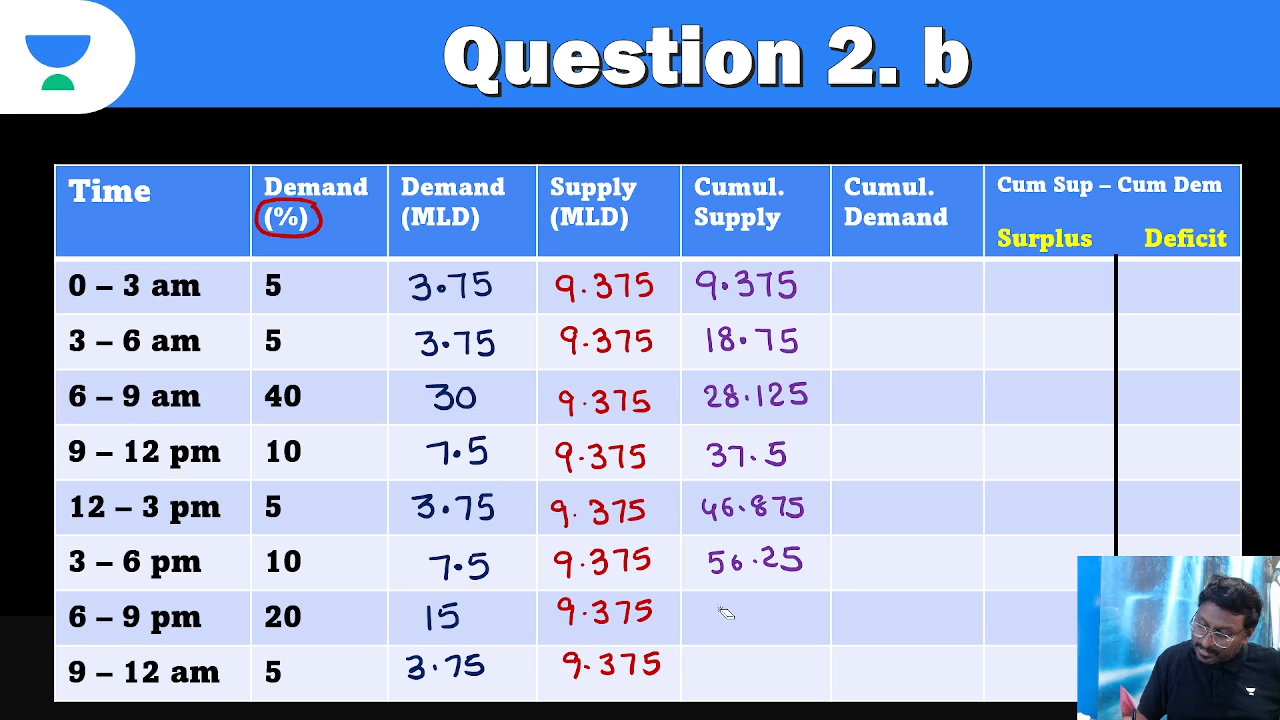 Question 2. b
Time Demand (%) Demand (MLD) Supply (MLD) Cumul. Supply Cumul. Demand Cum Sup – Cum Dem Surplus Deficit
0 – 3 am 5 3.75 9.375 9.375
3 – 6 am 5 3.75 9.375 18.75
6 – 9 am 40 30 9.375 28.125
9 – 12 pm 10 7.5 9.375 37.5
12 – 3 pm 5 3.75 9.375 46.875
3 – 6 pm 10 7.5 9.375 56.25
6 – 9 pm 20 15 9.375
9 – 12 am 5 3.75 9.375